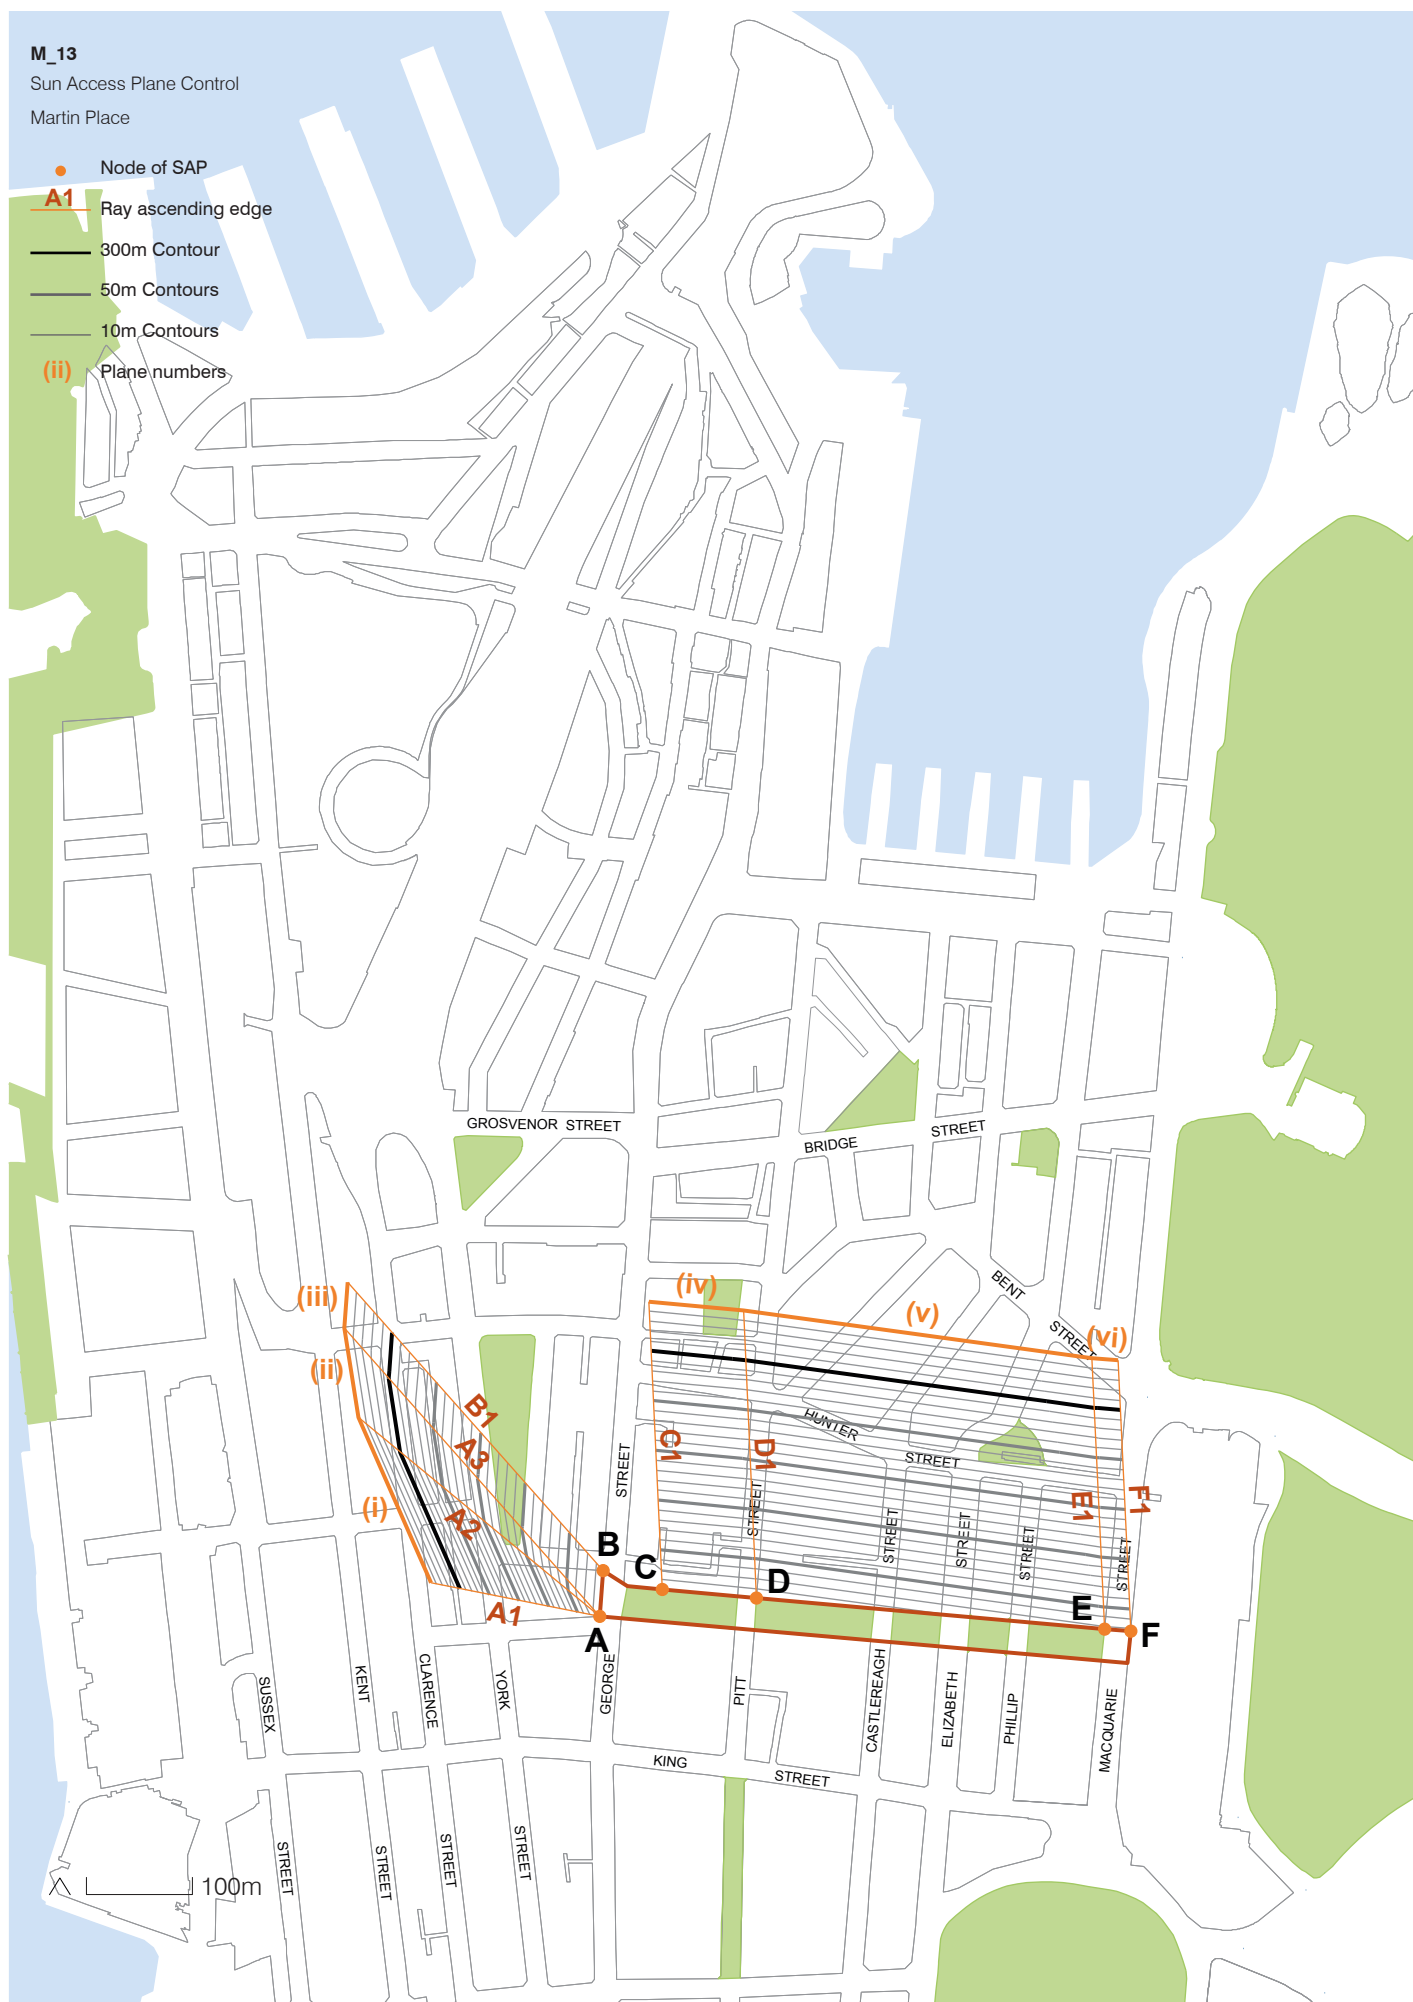 M_13
Sun Access Plane Control
Martin Place
Node of SAP
A1
Ray ascending edge
300m Contour
50m Contours
10m Contours
(ii)
Plane numbers
GROSVENOR STREET
BRIDGE
STREET
BENT
STREET
(iii)
(ii)
(i)
(iv)
(v)
(vi)
B1
A3
A2
A1
C1
D1
E1
F1
HUNTER
STREET
STREET
STREET
STREET
STREET
STREET
STREET
B
C
D
E
F
A
SUSSEX
KENT
CLARENCE
YORK
GEORGE
PITT
CASTLEREAGH
ELIZABETH
PHILLIP
MACQUARIE
KING
STREET
STREET
STREET
STREET
STREET
100m